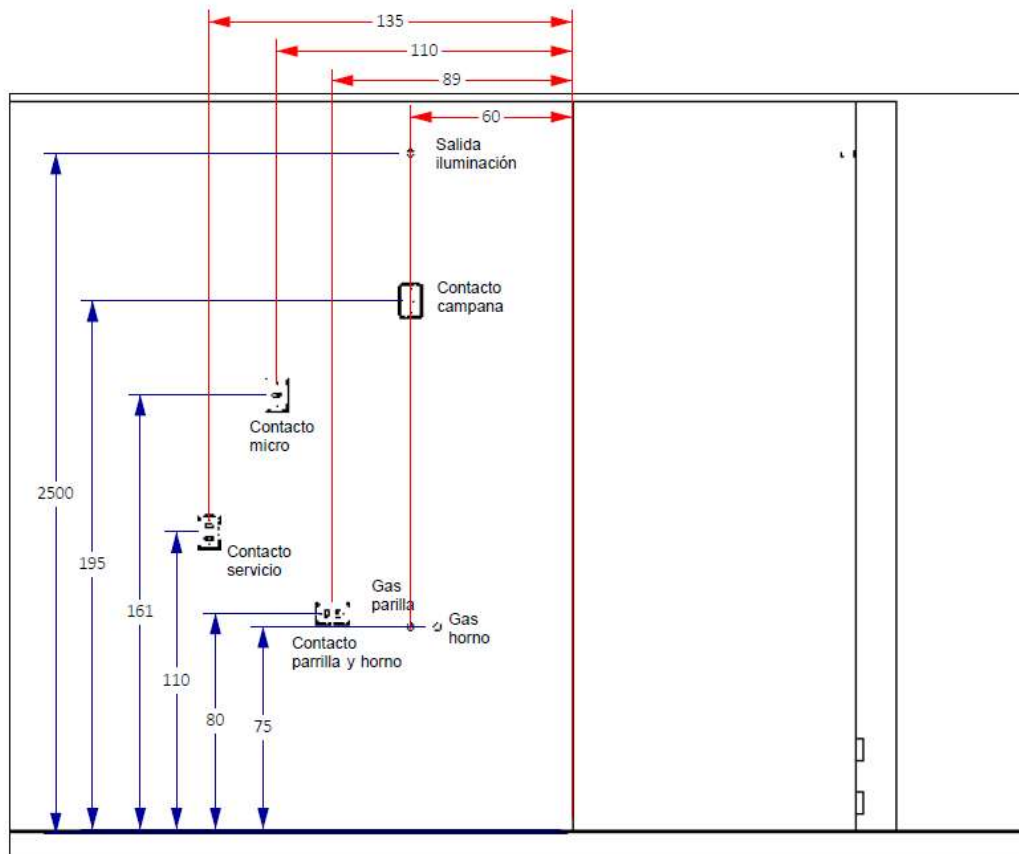 135
110
89
60
Salida
iluminación
Contacto
campana
Contacto
micro
2500
195
Contacto
servicio
161
Gas
parilla
Gas
horno
Contacto
parrilla y horno
110
80
75